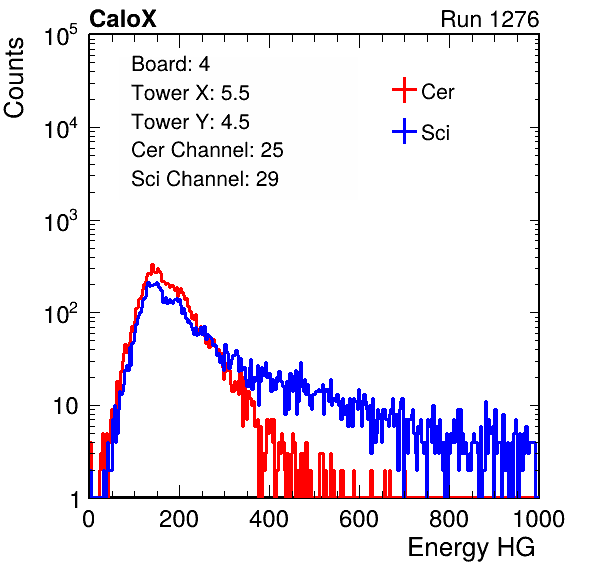 CaloX Run 1276
Counts
10^5
10^4
10^3
10^2
10
1
Board: 4
Tower X: 5.5
Tower Y: 4.5
Cer Channel: 25
Sci Channel: 29
Cer
Sci
0 200 400 600 800 1000
Energy HG